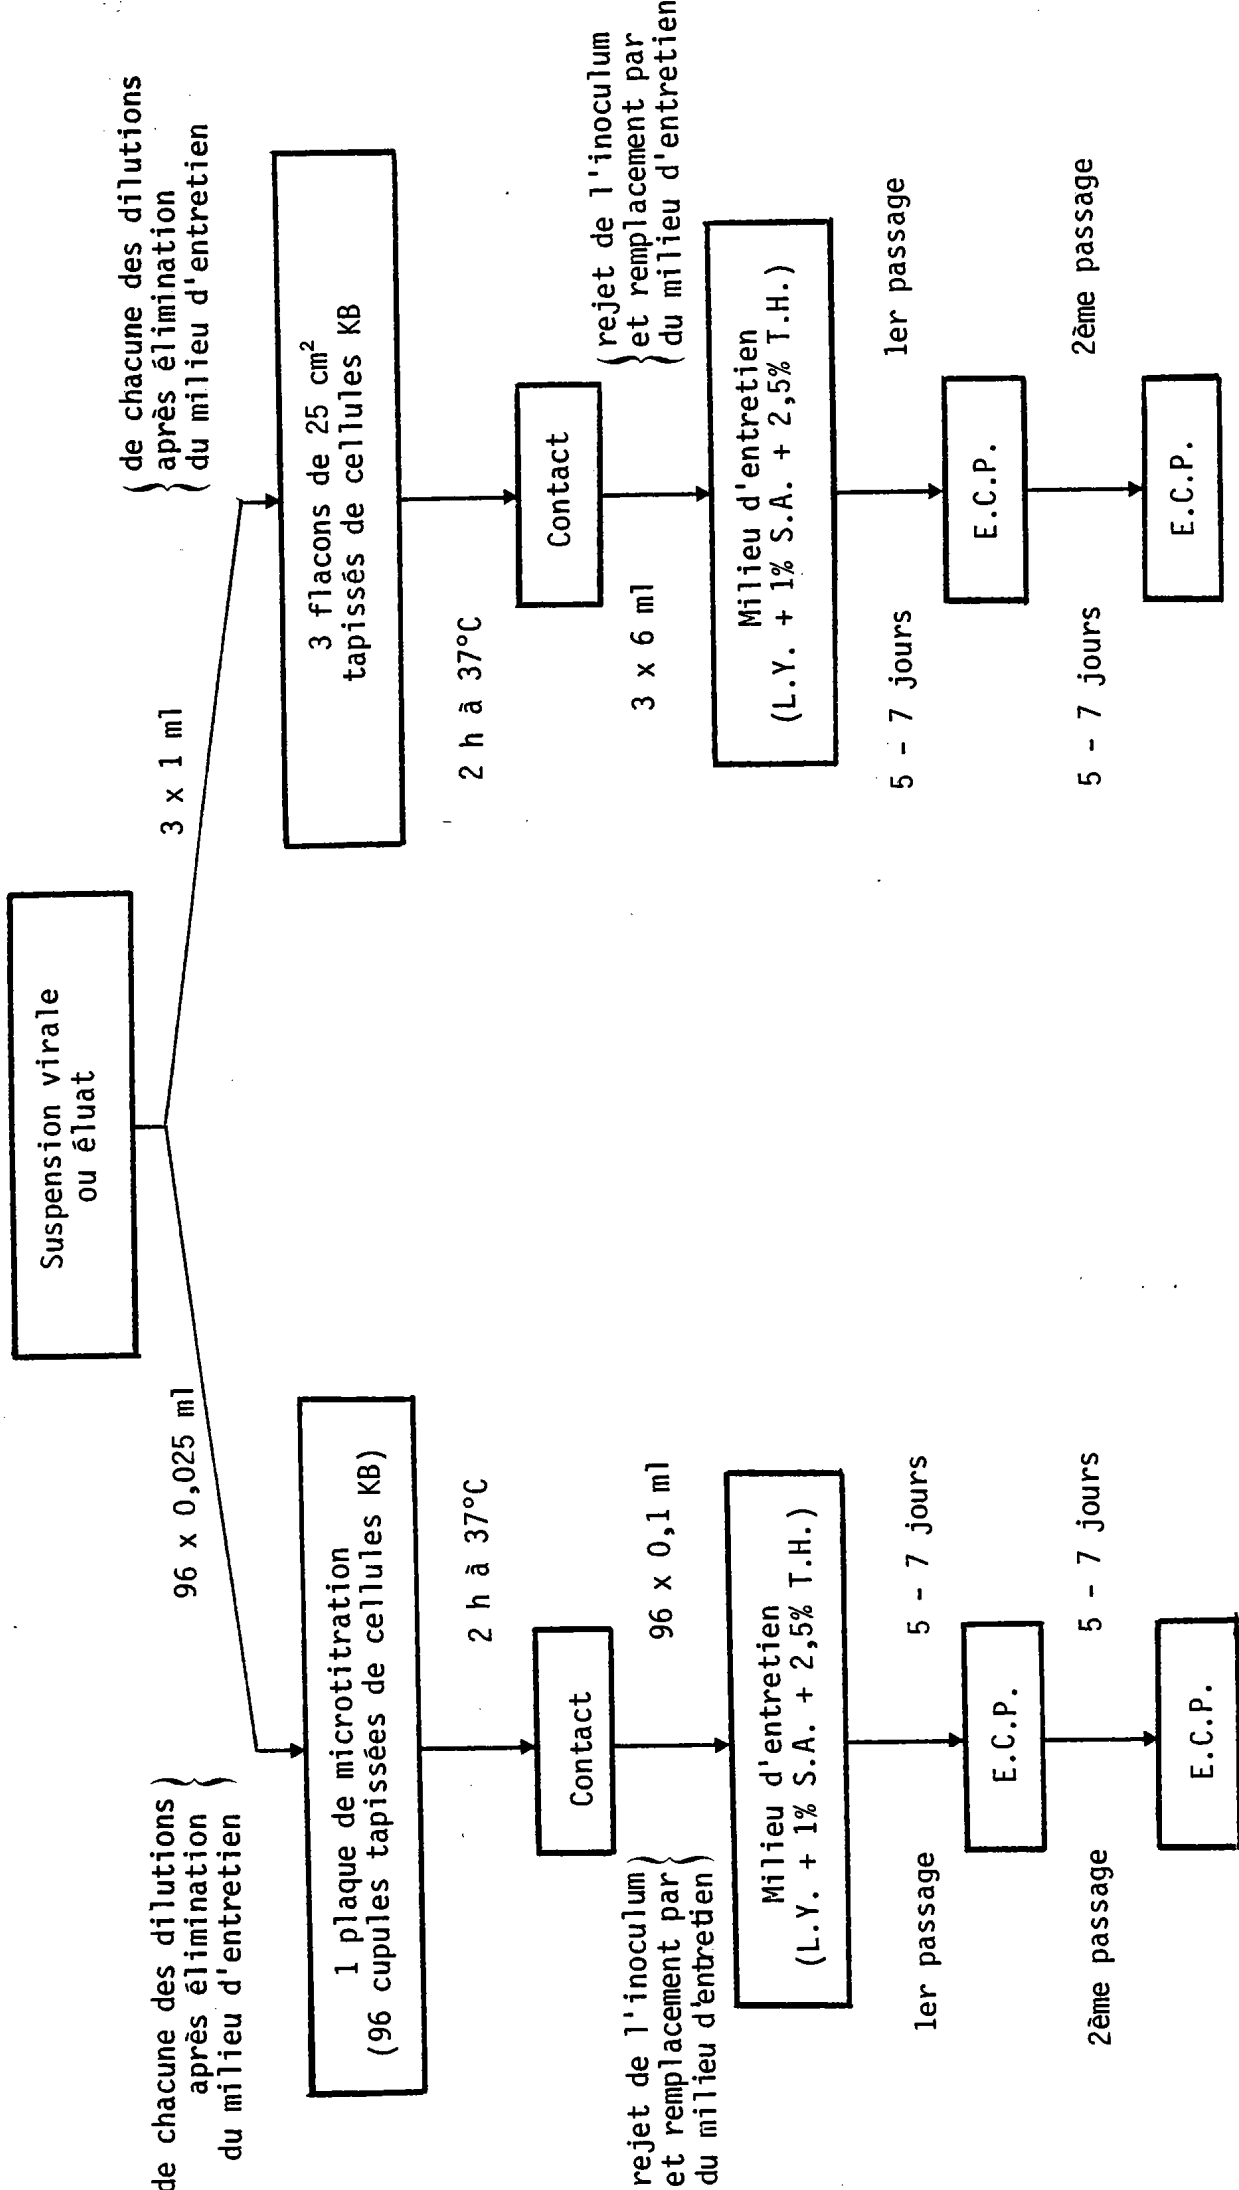 Suspension virale
ou éluat
96 x 0,025 ml
de chacune des dilutions
après élimination
du milieu d'entretien
1 plaque de microtitration
(96 cupules tapissées de cellules KB)
2 h à 37°C
Contact
96 x 0,1 ml
rejet de l'inoculum
et remplacement par
du milieu d'entretien
Milieu d'entretien
(L.Y. + 1% S.A. + 2,5% T.H.)
1er passage
5 - 7 jours
E.C.P.
2ème passage
5 - 7 jours
E.C.P.
3 x 1 ml
de chacune des dilutions
après élimination
du milieu d'entretien
3 flacons de 25 cm²
tapissés de cellules KB
2 h à 37°C
Contact
3 x 6 ml
rejet de l'inoculum
et remplacement par
du milieu d'entretien
Milieu d'entretien
(L.Y. + 1% S.A. + 2,5% T.H.)
5 - 7 jours
1er passage
E.C.P.
5 - 7 jours
2ème passage
E.C.P.